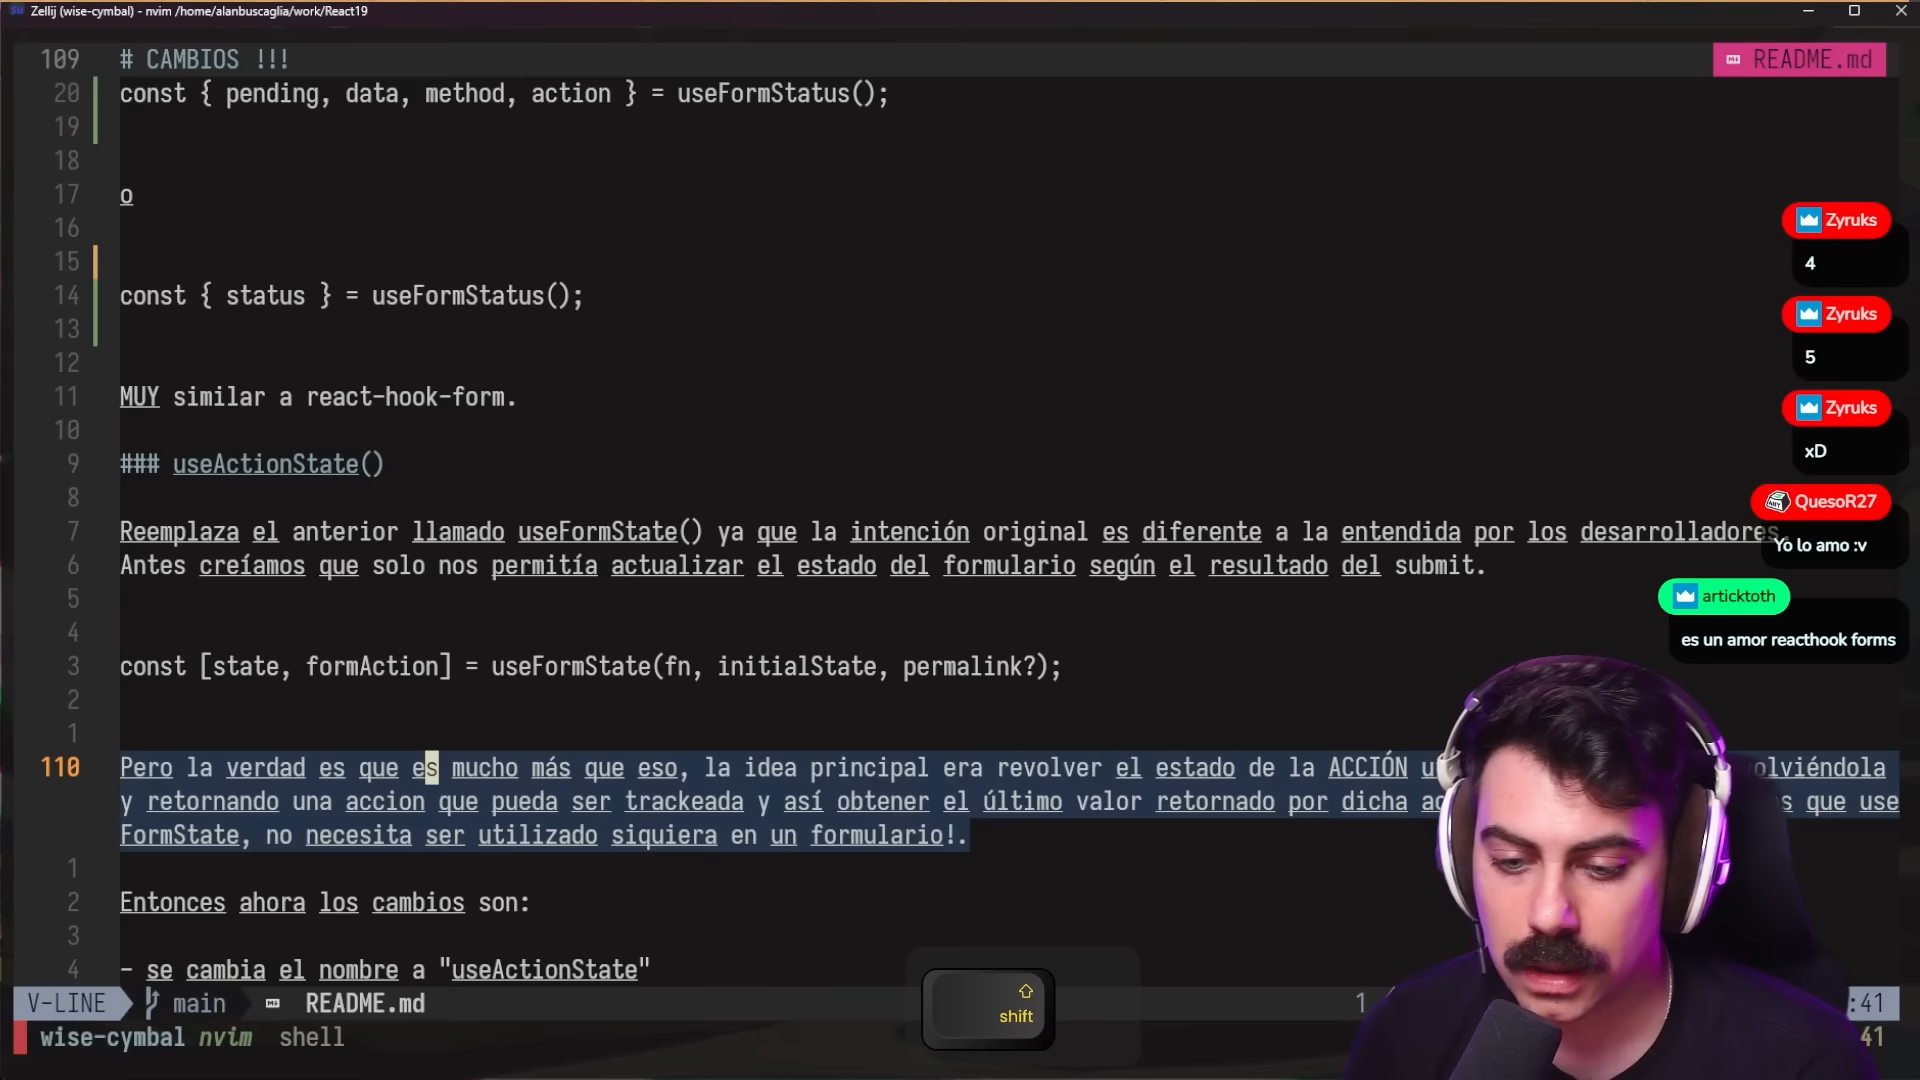 Zellij (wise-cymbal) - nvim /home/alanbuscaglia/work/React19
109 # CAMBIOS !!!
README.md
20 const { pending, data, method, action } = useFormStatus();
19
18
17 o
16
15
14 const { status } = useFormStatus();
13
12
11 MUY similar a react-hook-form.
10
9 ### useActionState()
8
7 Reemplaza el anterior llamado useFormState() ya que la intención original es diferente a la entendida por los desarrolladores.
6 Antes creíamos que solo nos permitía actualizar el estado del formulario según el resultado del submit.
5
4
3 const [state, formAction] = useFormState(fn, initialState, permalink?);
2
1
110 Pero la verdad es que es mucho más que eso, la idea principal era revolver el estado de la ACCIÓN olviéndola
y retornando una accion que pueda ser trackeada y así obtener el último valor retornado por dicha que use
FormState, no necesita ser utilizado siquiera en un formulario!.
1
2 Entonces ahora los cambios son:
3
4 - se cambia el nombre a "useActionState"
V-LINE main README.md 1 :41
wise-cymbal nvim shell 41
shift
Zyruks
4
Zyruks
5
Zyruks
xD
QuesoR27
Yo lo amo :v
articktoth
es un amor reacthook forms